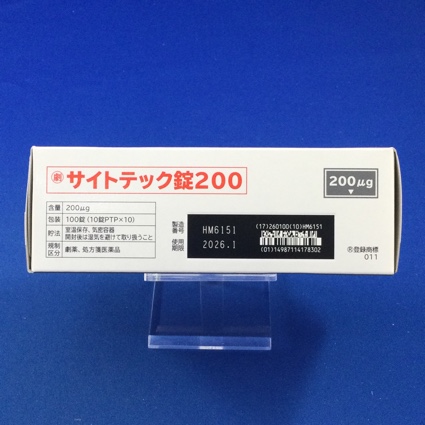 劇 サイトテック錠200
200μg
含量 200μg
包装 100錠(10錠PTP×10)
貯法 室温保存、気密容器
開封後は湿気を避けて取り扱うこと
規制区分 劇薬、処方箋医薬品
製造番号 HM6151
使用期限 2026.1
(17)260100(10)HM6151
(01)14987114178302
®登録商標
011